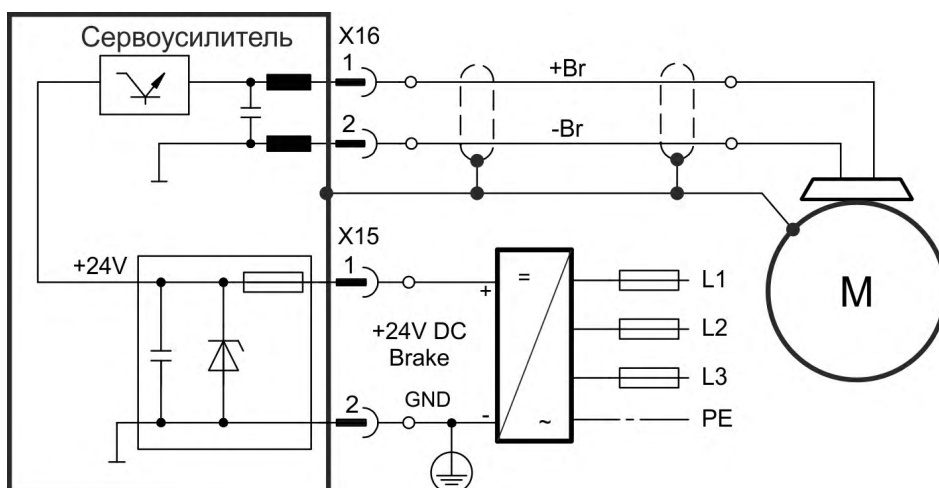 Сервоусилитель
X16
1
+Br
2
-Br
X15
+24V
1
+
=
L1
+24V DC
Brake
L2
M
L3
2
GND
-
~
PE